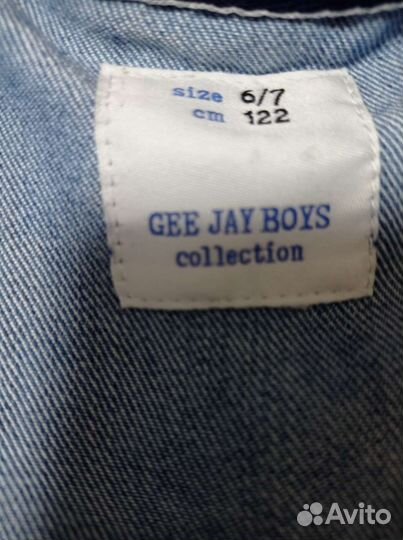 size 6/7
cm 122
GEE JAY BOYS
collection
Avito